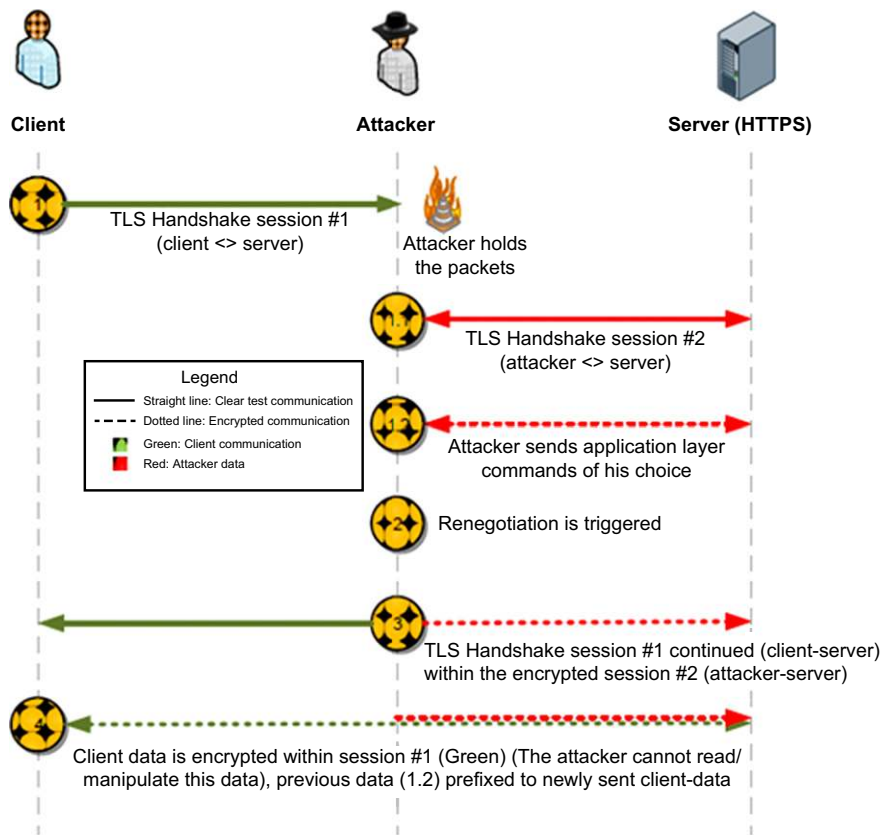 Client
Attacker
Server (HTTPS)
1
TLS Handshake session #1
(client <> server)
Attacker holds
the packets
1.1
TLS Handshake session #2
(attacker <> server)
Legend
Straight line: Clear test communication
Dotted line: Encrypted communication
Green: Client communication
Red: Attacker data
1.2
Attacker sends application layer
commands of his choice
2
Renegotiation is triggered
3
TLS Handshake session #1 continued (client-server)
within the encrypted session #2 (attacker-server)
4
Client data is encrypted within session #1 (Green) (The attacker cannot read/
manipulate this data), previous data (1.2) prefixed to newly sent client-data